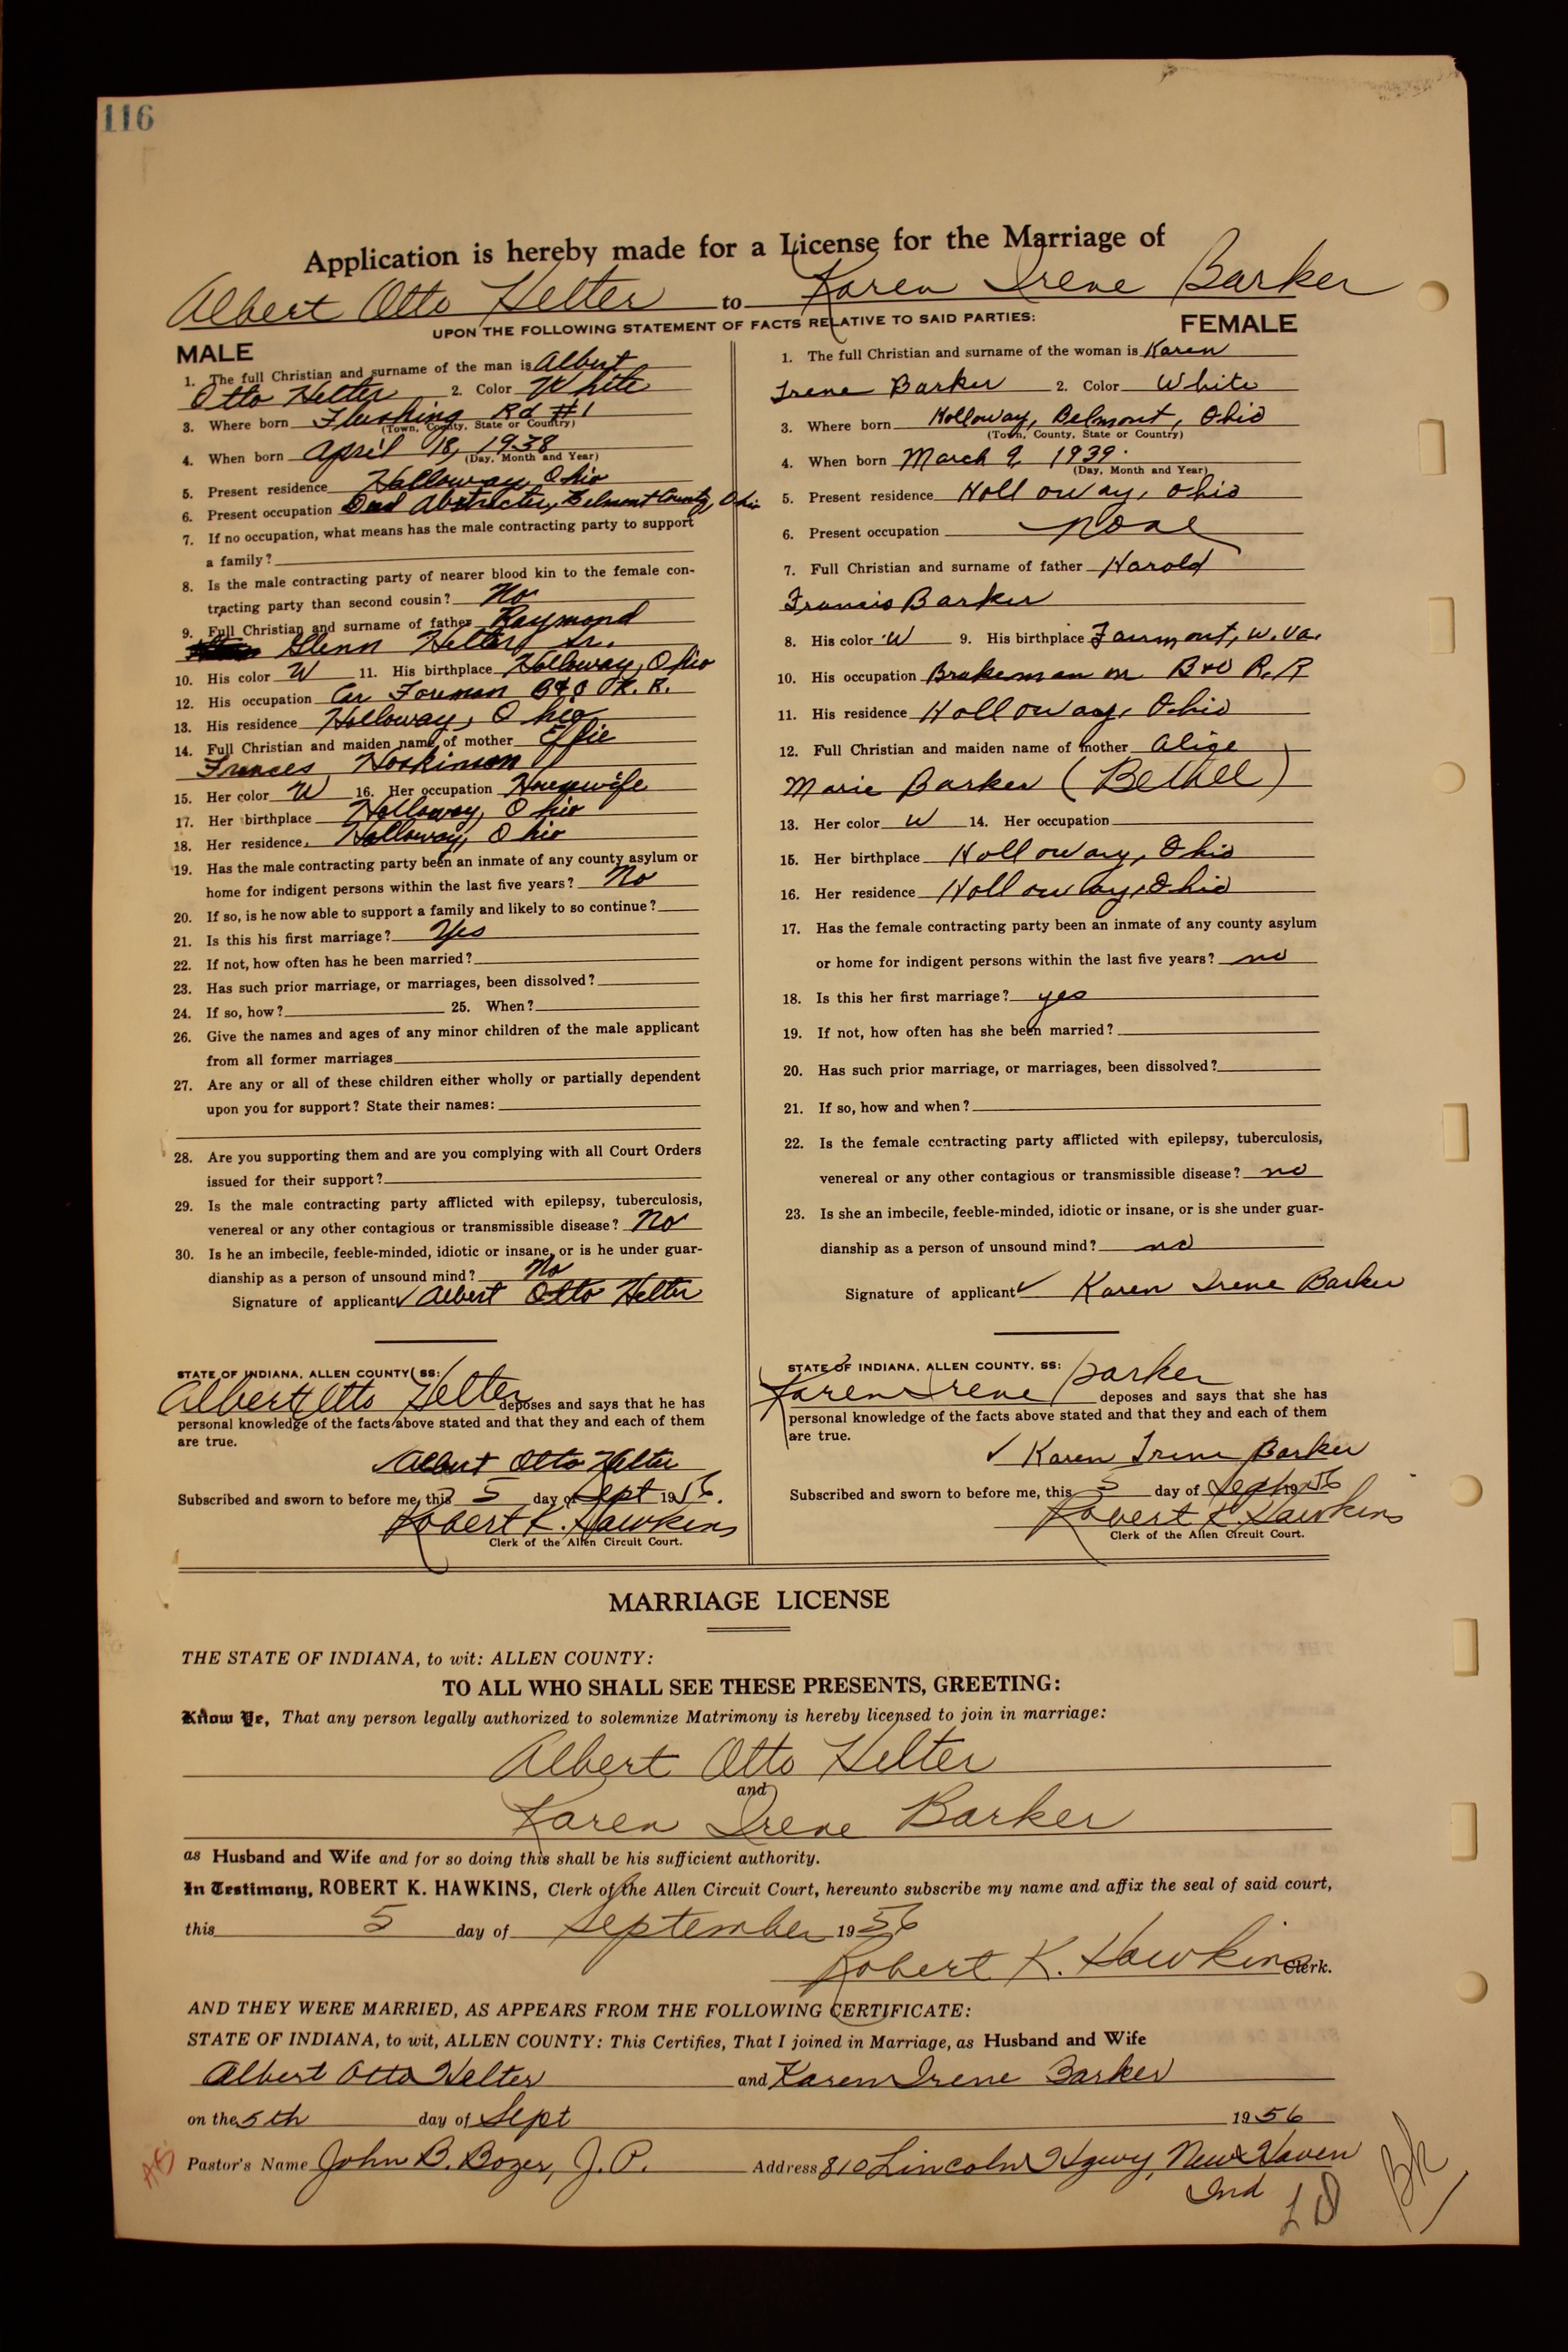 116
Application is hereby made for a License for the Marriage of
Albert Otto Helter to Karen Irene Barker
UPON THE FOLLOWING STATEMENT OF FACTS RELATIVE TO SAID PARTIES:
MALE
1. The full Christian and surname of the man is Albert
Otto Helter 2. Color White
3. Where born Flushing Rd #1
(Town, County, State or Country)
4. When born April 18, 1938
(Day, Month and Year)
5. Present residence Holloway, Ohio
6. Present occupation Deed Abstracter, Belmont County, Ohio
7. If no occupation, what means has the male contracting party to support
a family?
8. Is the male contracting party of nearer blood kin to the female con-
tracting party than second cousin? No
9. Full Christian and surname of father Raymond
Glenn Helter Sr.
10. His color W 11. His birthplace Holloway, Ohio
12. His occupation Car Foreman B&O R.R.
13. His residence Holloway, Ohio
14. Full Christian and maiden name of mother Effie
Frances Hoskinson
15. Her color W 16. Her occupation Housewife
17. Her birthplace Holloway, Ohio
18. Her residence Holloway, Ohio
19. Has the male contracting party been an inmate of any county asylum or
home for indigent persons within the last five years? No
20. If so, is he now able to support a family and likely to so continue?
21. Is this his first marriage? Yes
22. If not, how often has he been married?
23. Has such prior marriage, or marriages, been dissolved?
24. If so, how? 25. When?
26. Give the names and ages of any minor children of the male applicant
from all former marriages
27. Are any or all of these children either wholly or partially dependent
upon you for support? State their names:
28. Are you supporting them and are you complying with all Court Orders
issued for their support?
29. Is the male contracting party afflicted with epilepsy, tuberculosis,
venereal or any other contagious or transmissible disease? No
30. Is he an imbecile, feeble-minded, idiotic or insane, or is he under guar-
dianship as a person of unsound mind? No
Signature of applicant ✓ Albert Otto Helter
STATE OF INDIANA, ALLEN COUNTY, SS:
Albert Otto Helter deposes and says that he has
personal knowledge of the facts above stated and that they and each of them
are true.
Albert Otto Helter
Subscribed and sworn to before me, this 5 day of Sept 1956.
Robert K. Hawkins
Clerk of the Allen Circuit Court.
FEMALE
1. The full Christian and surname of the woman is Karen
Irene Barker 2. Color White
3. Where born Holloway, Belmont, Ohio
(Town, County, State or Country)
4. When born March 9, 1939.
(Day, Month and Year)
5. Present residence Holloway, Ohio
6. Present occupation None
7. Full Christian and surname of father Harold
Francis Barker
8. His color W 9. His birthplace Fairmont, W. Va.
10. His occupation Brakeman on B&O R.R
11. His residence Holloway, Ohio
12. Full Christian and maiden name of mother Alice
Marie Barker (Bethel)
13. Her color W 14. Her occupation
15. Her birthplace Holloway, Ohio
16. Her residence Holloway, Ohio
17. Has the female contracting party been an inmate of any county asylum
or home for indigent persons within the last five years? no
18. Is this her first marriage? yes
19. If not, how often has she been married?
20. Has such prior marriage, or marriages, been dissolved?
21. If so, how and when?
22. Is the female contracting party afflicted with epilepsy, tuberculosis,
venereal or any other contagious or transmissible disease? no
23. Is she an imbecile, feeble-minded, idiotic or insane, or is she under guar-
dianship as a person of unsound mind? no
Signature of applicant ✓ Karen Irene Barker
STATE OF INDIANA, ALLEN COUNTY, SS:
Karen Irene Barker deposes and says that she has
personal knowledge of the facts above stated and that they and each of them
are true.
✓ Karen Irene Barker
Subscribed and sworn to before me, this 5 day of Sept 1956
Robert K. Hawkins
Clerk of the Allen Circuit Court.
MARRIAGE LICENSE
THE STATE OF INDIANA, to wit: ALLEN COUNTY:
TO ALL WHO SHALL SEE THESE PRESENTS, GREETING:
Know Ye, That any person legally authorized to solemnize Matrimony is hereby licensed to join in marriage:
Albert Otto Helter
and
Karen Irene Barker
as Husband and Wife and for so doing this shall be his sufficient authority.
In Testimony, ROBERT K. HAWKINS, Clerk of the Allen Circuit Court, hereunto subscribe my name and affix the seal of said court,
this 5 day of September 1956
Robert K. Hawkins Clerk.
AND THEY WERE MARRIED, AS APPEARS FROM THE FOLLOWING CERTIFICATE:
STATE OF INDIANA, to wit, ALLEN COUNTY: This Certifies, That I joined in Marriage, as Husband and Wife
Albert Otto Helter and Karen Irene Barker
on the 5th day of Sept 1956
Pastor's Name John B. Bozer, J.P. Address 810 Lincoln Hgwy, New Haven
Ind